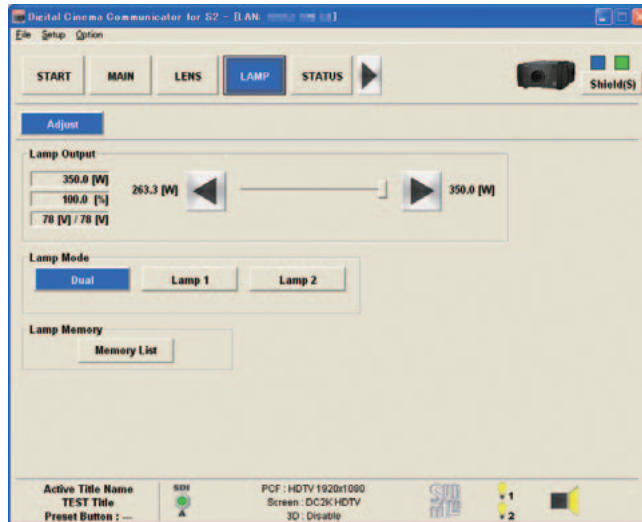 Digital Cinema Communicator for S2 - [LAN: ]
File Setup Option
START MAIN LENS LAMP STATUS Shield(S)
Adjust
Lamp Output
350.0 [W]
100.0 [%]
78 [V] / 78 [V]
263.3 [W] 350.0 [W]
Lamp Mode
Dual Lamp 1 Lamp 2
Lamp Memory
Memory List
Active Title Name
TEST Title
Preset Button : ---
SDI
A
PCF : HDTV 1920x1080
Screen : DC2K HDTV
3D : Disable
1
2